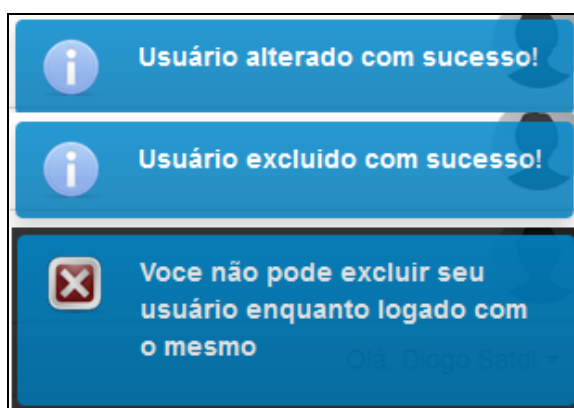 Usuário alterado com sucesso!
Usuário excluido com sucesso!
Voce não pode excluir seu
usuário enquanto logado com
o mesmo
Olá, Diogo